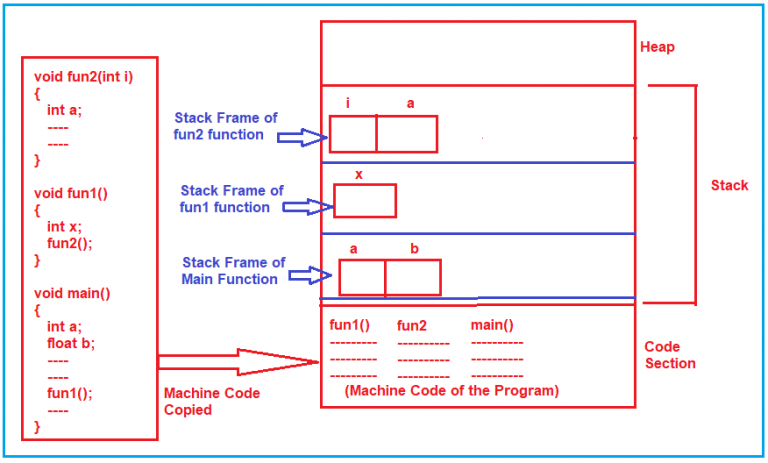 void fun2(int i)
{
int a;
----
----
}
void fun1()
{
int x;
fun2();
}
void main()
{
int a;
float b;
----
----
fun1();
----
}
Machine Code
Copied
Stack Frame of
fun2 function
Stack Frame of
fun1 function
Stack Frame of
Main Function
i a
x
a b
fun1() fun2 main()
--------- ---------- ----------
--------- ---------- ----------
--------- ---------- ----------
(Machine Code of the Program)
Heap
Stack
Code
Section